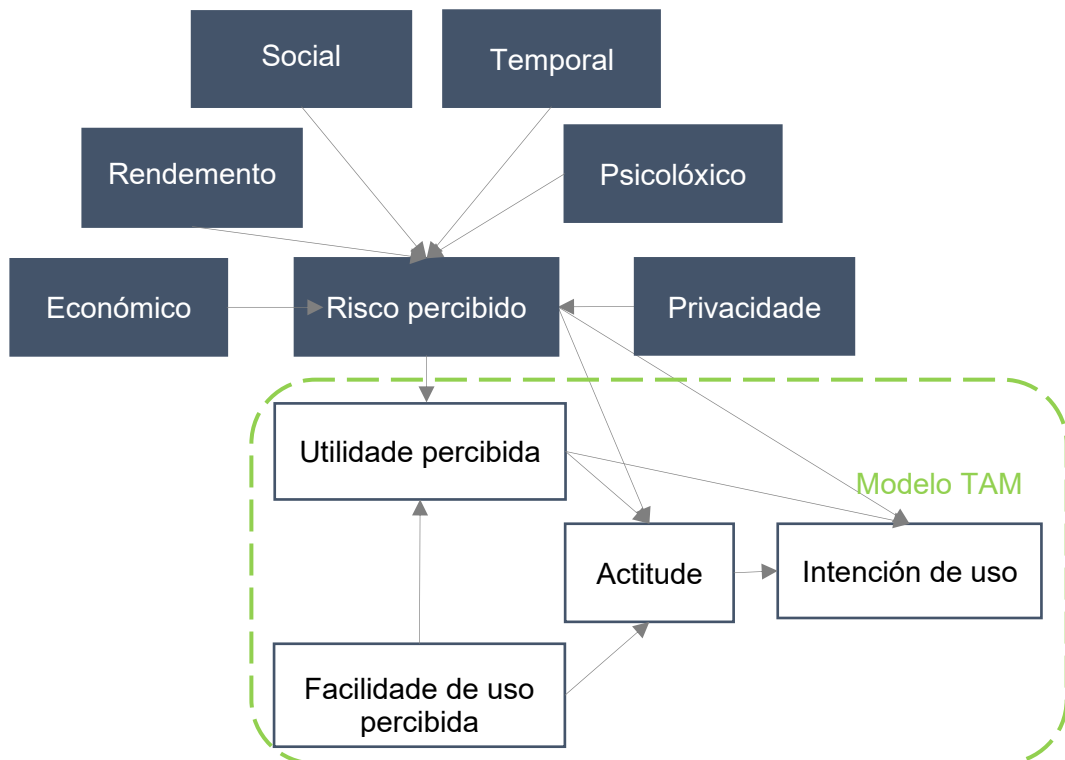 Social
Temporal
Rendemento
Psicolóxico
Económico
Risco percibido
Privacidade
Utilidade percibida
Modelo TAM
Actitude
Intención de uso
Facilidade de uso
percibida